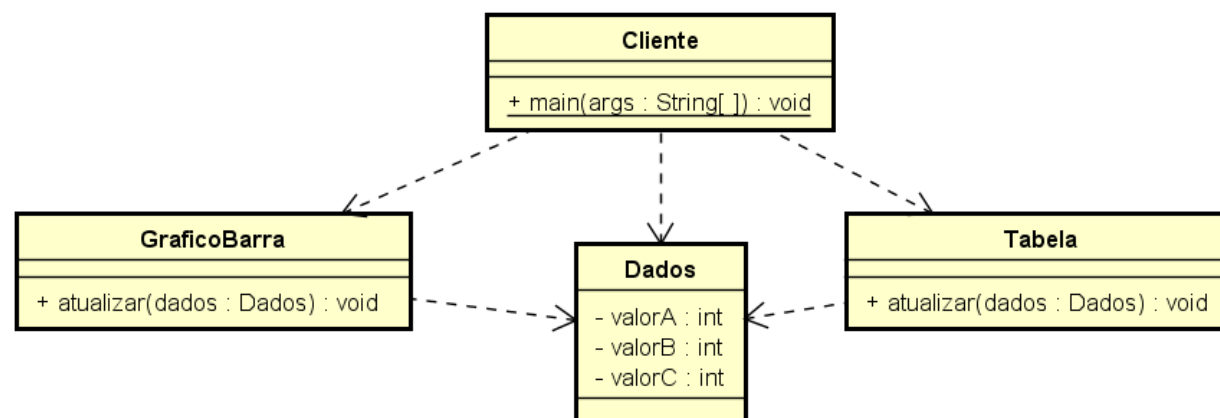 Cliente
+ main(args : String[ ]) : void
GraficoBarra
+ atualizar(dados : Dados) : void
Dados
- valorA : int
- valorB : int
- valorC : int
Tabela
+ atualizar(dados : Dados) : void